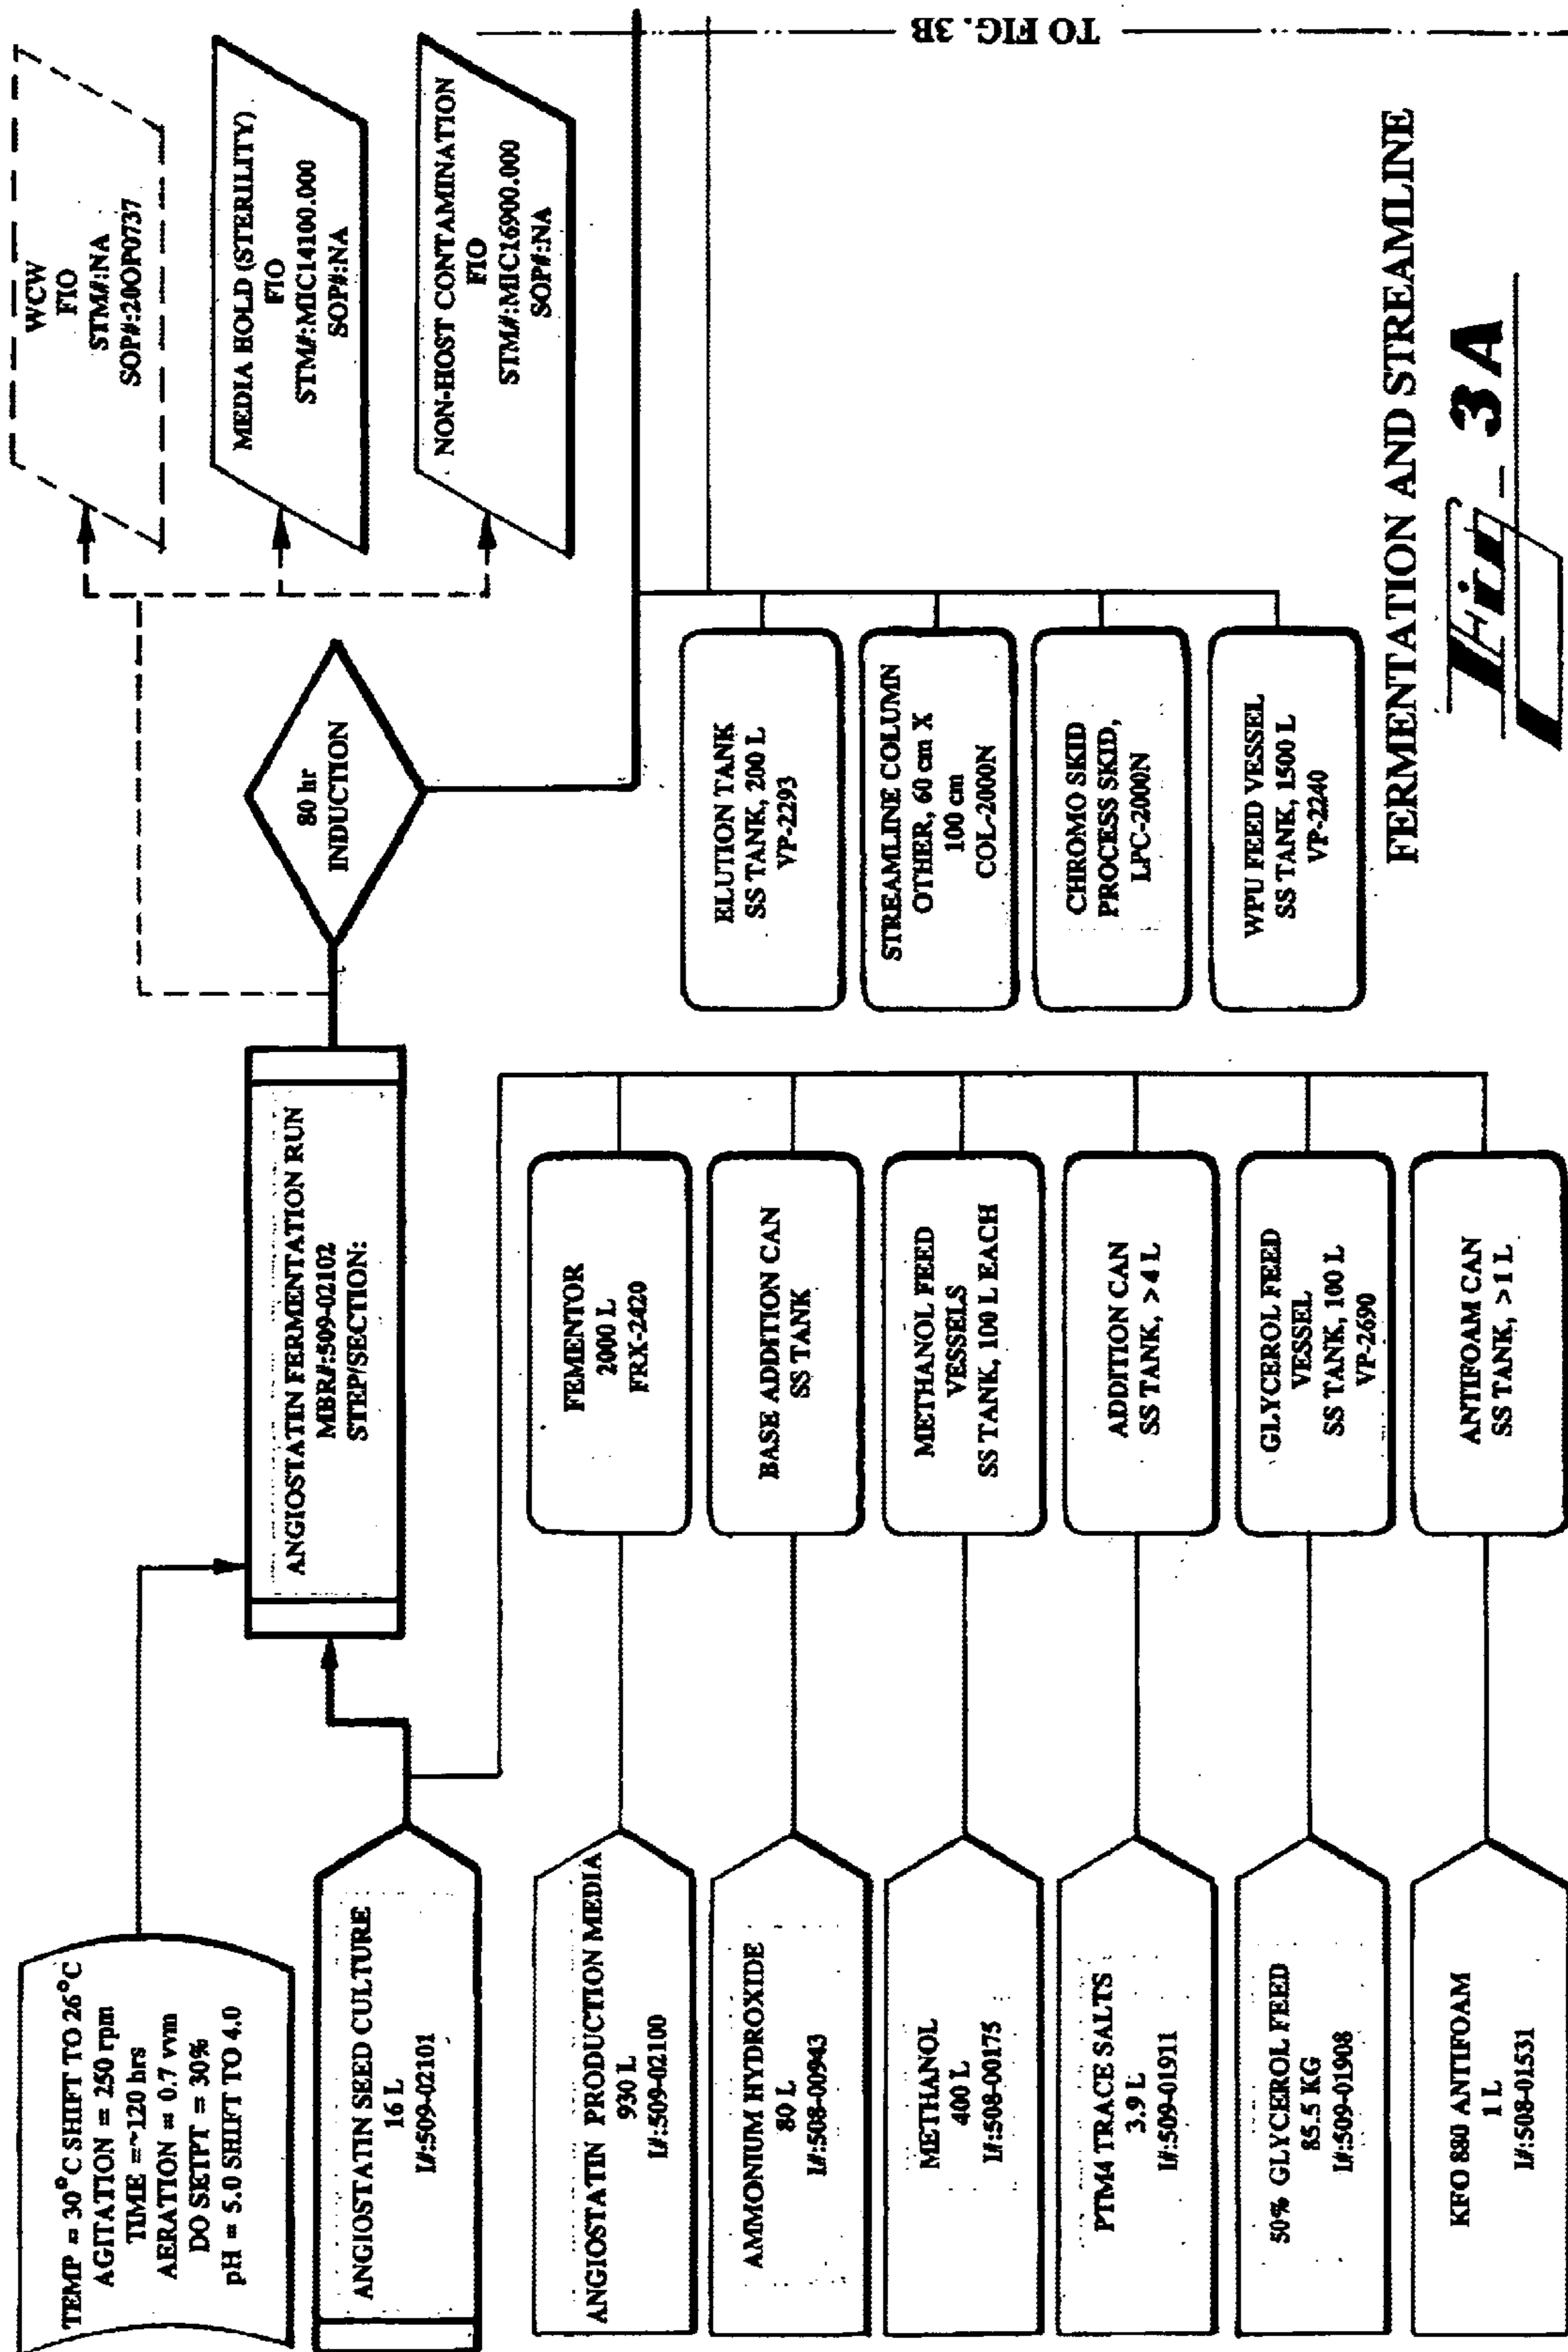 TEMP = 30°C SHIFT TO 26°C
AGITATION = 250 rpm
TIME =~120 hrs
AERATION = 0.7 vvm
DO SETPT = 30%
pH = 5.0 SHIFT TO 4.0
ANGIOSTATIN SEED CULTURE
16 L
I#:509-02101
ANGIOSTATIN FERMENTATION RUN
MBR#:509-02102
STEP/SECTION:
80 hr
INDUCTION
WCW
FIO
STM#:NA
SOP#:20OP0737
MEDIA HOLD (STERILITY)
FIO
STM#:MIC14100.000
SOP#:NA
NON-HOST CONTAMINATION
FIO
STM#:MIC16900.000
SOP#:NA
ANGIOSTATIN PRODUCTION MEDIA
930 L
I#:509-02100
FEMENTOR
2000 L
FRX-2420
AMMONIUM HYDROXIDE
80 L
I#:508-00943
BASE ADDITION CAN
SS TANK
METHANOL
400 L
I#:508-00175
METHANOL FEED
VESSELS
SS TANK, 100 L EACH
PTM4 TRACE SALTS
3.9 L
I#:509-01911
ADDITION CAN
SS TANK, > 4 L
50% GLYCEROL FEED
85.5 KG
I#:509-01908
GLYCEROL FEED
VESSEL
SS TANK, 100 L
VP-2690
KFO 880 ANTIFOAM
1 L
I#:508-01531
ANTIFOAM CAN
SS TANK, > 1 L
ELUTION TANK
SS TANK, 200 L
VP-2293
STREAMLINE COLUMN
OTHER, 60 cm X
100 cm
COL-2000N
CHROMO SKID
PROCESS SKID,
LPC-2000N
WPU FEED VESSEL
SS TANK, 1500 L
VP-2240
TO FIG. 3B
FERMENTATION AND STREAMLINE
Fig_ 3A